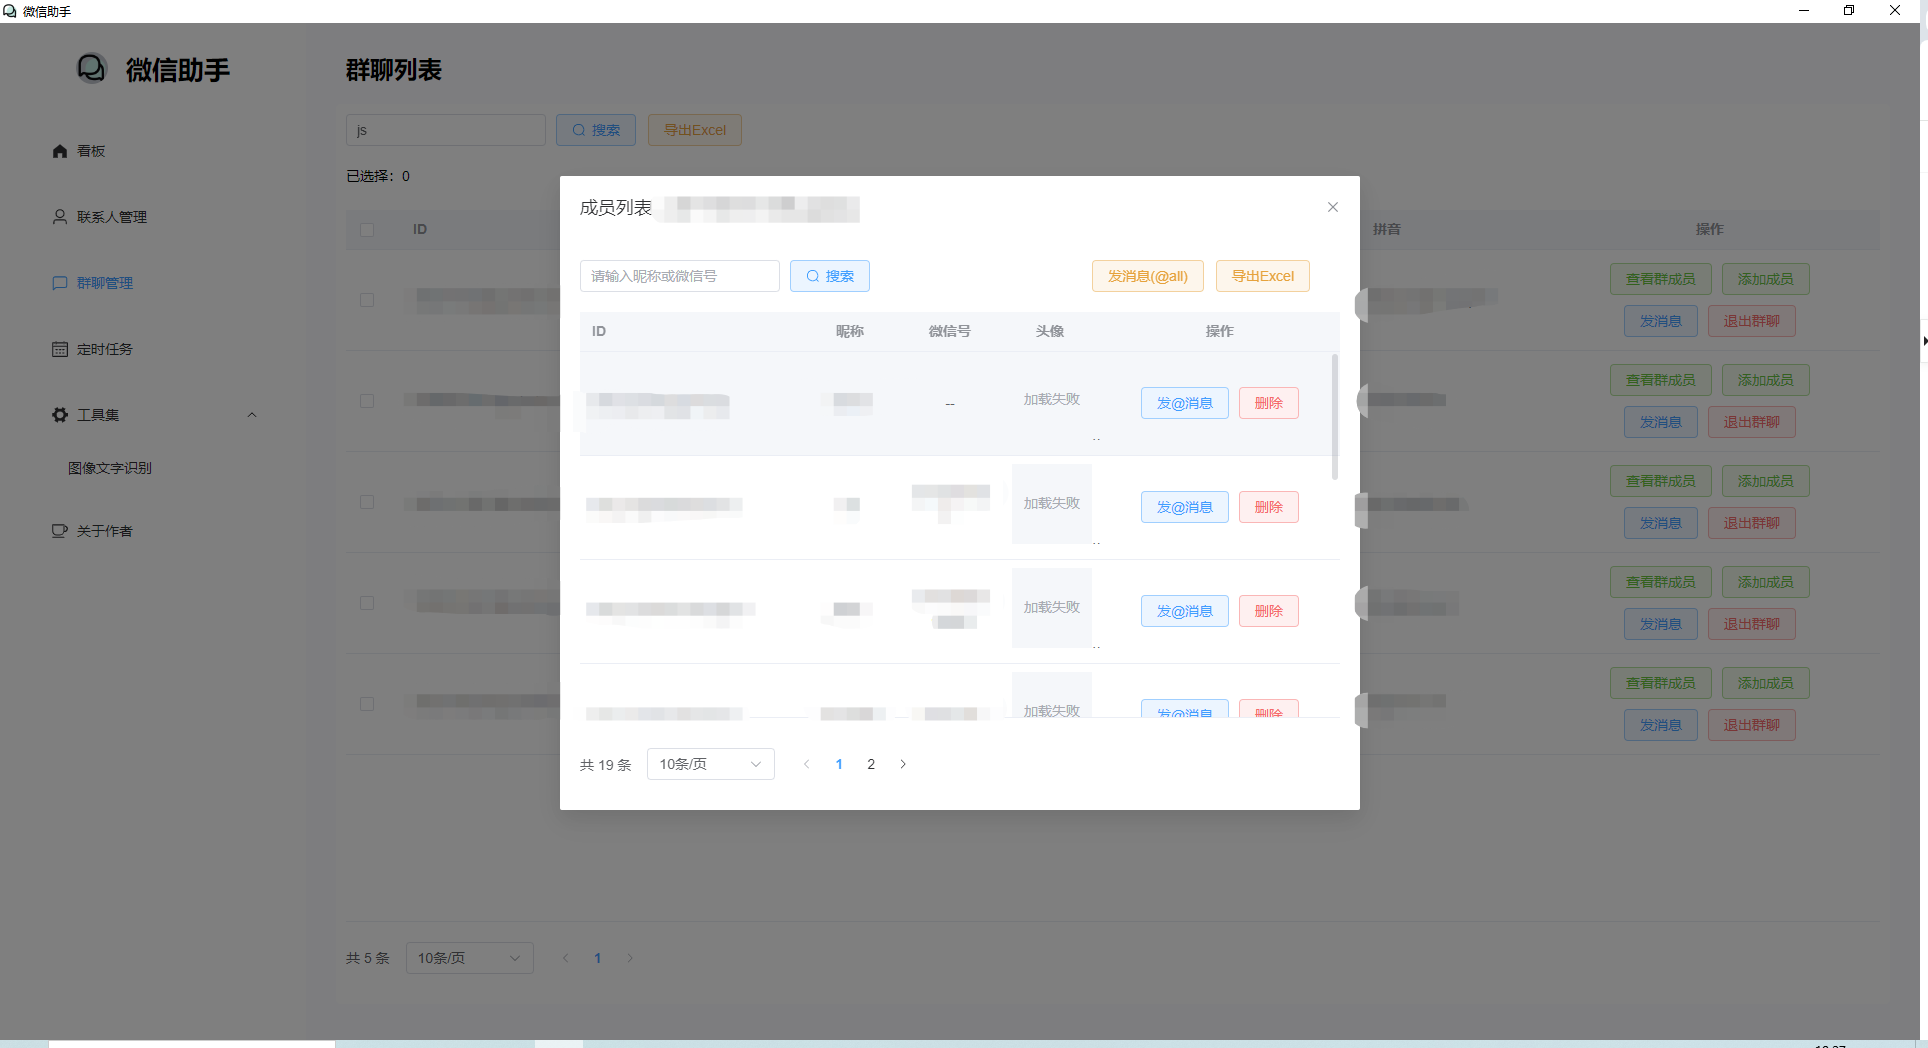 微信助手
微信助手
看板
联系人管理
群聊管理
定时任务
工具集
图像文字识别
关于作者
群聊列表
js 搜索 导出Excel
已选择：0
ID 拼音 操作
查看群成员 添加成员
发消息 退出群聊
查看群成员 添加成员
发消息 退出群聊
查看群成员 添加成员
发消息 退出群聊
查看群成员 添加成员
发消息 退出群聊
查看群成员 添加成员
发消息 退出群聊
共 5 条 10条/页 1
成员列表
请输入昵称或微信号 搜索 发消息(@all) 导出Excel
ID 昵称 微信号 头像 操作
-- 加载失败 发@消息 删除
..
加载失败 发@消息 删除
..
加载失败 发@消息 删除
..
加载失败 发@消息 删除
共 19 条 10条/页 1 2